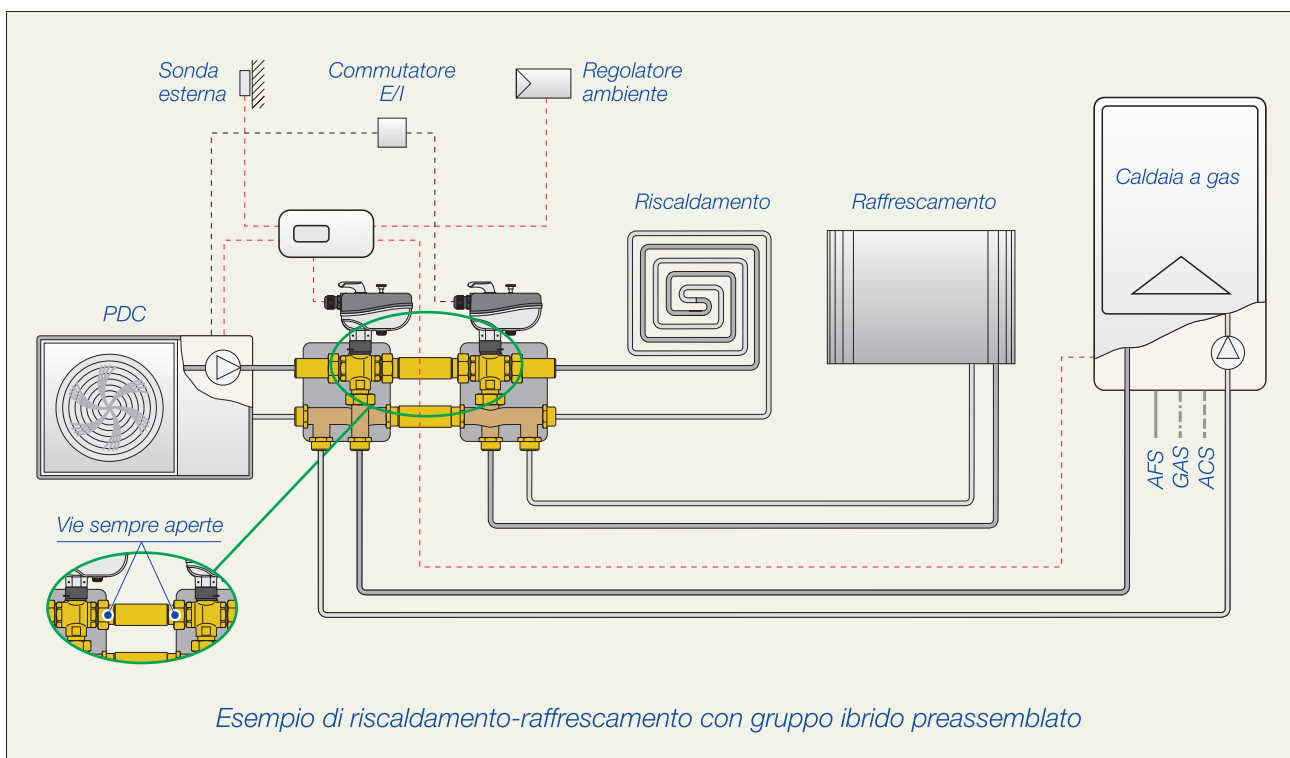 Sonda
esterna
Commutatore
E/I
Regolatore
ambiente
Riscaldamento
Raffrescamento
Caldaia a gas
PDC
AFS
GAS
ACS
Vie sempre aperte
Esempio di riscaldamento-raffrescamento con gruppo ibrido preassemblato